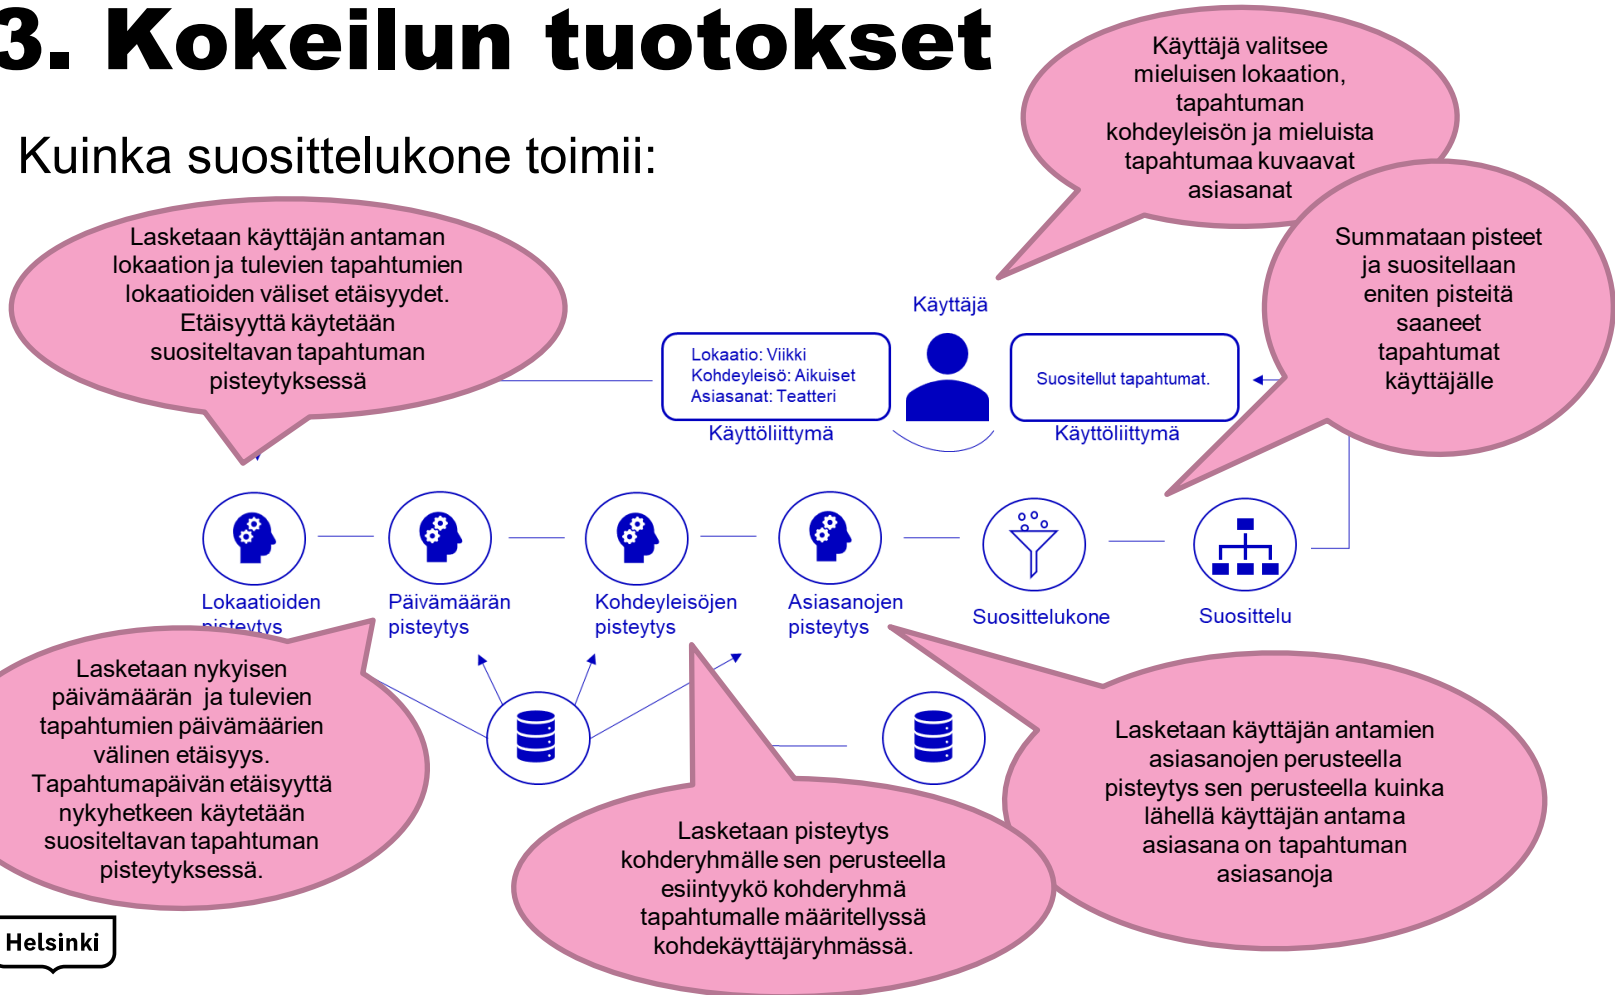 3. Kokeilun tuotokset
Kuinka suosittelukone toimii:
Käyttäjä valitsee
mieluisen lokaation,
tapahtuman
kohdeyleisön ja mieluista
tapahtumaa kuvaavat
asiasanat
Lasketaan käyttäjän antaman
lokaation ja tulevien tapahtumien
lokaatioiden väliset etäisyydet.
Etäisyyttä käytetään
suositeltavan tapahtuman
pisteytyksessä
Summataan pisteet
ja suositellaan
eniten pisteitä
saaneet
tapahtumat
käyttäjälle
Käyttäjä
Lokaatio: Viikki
Kohdeyleisö: Aikuiset
Asiasanat: Teatteri
Käyttöliittymä
Suositellut tapahtumat.
Käyttöliittymä
Lokaatioiden
pisteytys
Päivämäärän
pisteytys
Kohdeyleisöjen
pisteytys
Asiasanojen
pisteytys
Suosittelukone
Suosittelu
Lasketaan nykyisen
päivämäärän ja tulevien
tapahtumien päivämäärien
välinen etäisyys.
Tapahtumapäivän etäisyyttä
nykyhetkeen käytetään
suositeltavan tapahtuman
pisteytyksessä.
Lasketaan pisteytys
kohderyhmälle sen perusteella
esiintyykö kohderyhmä
tapahtumalle määritellyssä
kohdekäyttäjäryhmässä.
Lasketaan käyttäjän antamien
asiasanojen perusteella
pisteytys sen perusteella kuinka
lähellä käyttäjän antama
asiasana on tapahtuman
asiasanoja
Helsinki